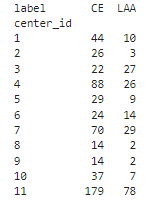 label CE LAA
center_id
1 44 10
2 26 3
3 22 27
4 88 26
5 29 9
6 24 14
7 70 29
8 14 2
9 14 2
10 37 7
11 179 78